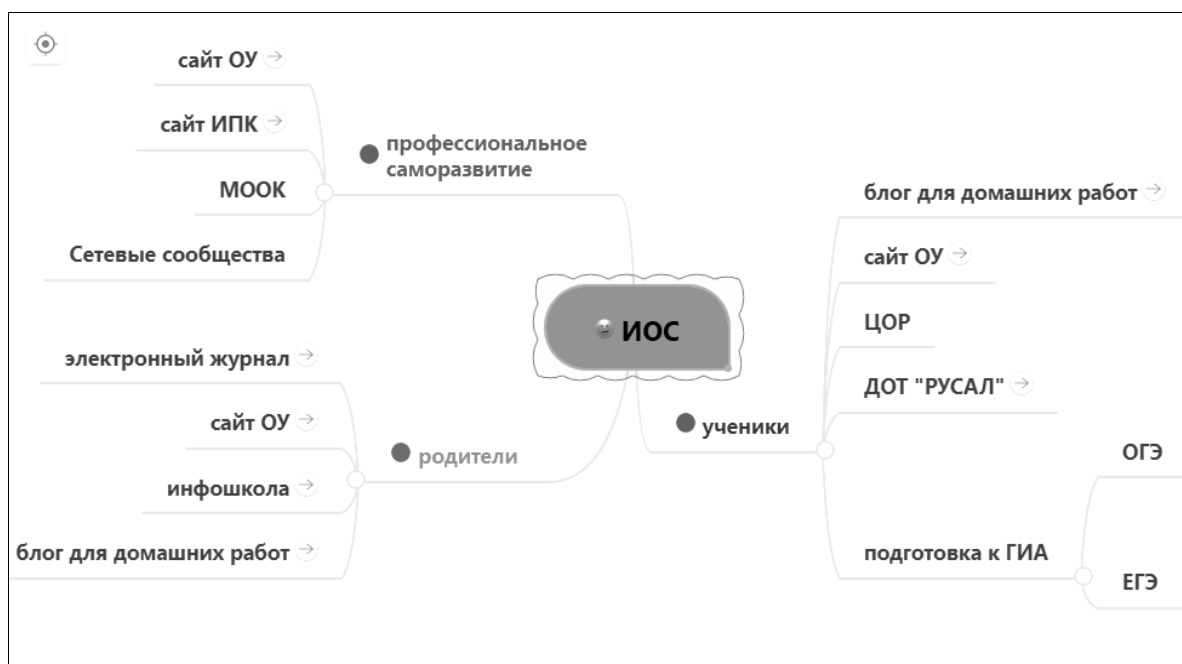 сайт ОУ
сайт ИПК
МООК
Сетевые сообщества
профессиональное
саморазвитие
электронный журнал
сайт ОУ
инфошкола
блог для домашних работ
родители
ИОС
ученики
блог для домашних работ
сайт ОУ
ЦОР
ДОТ "РУСАЛ"
подготовка к ГИА
ОГЭ
ЕГЭ